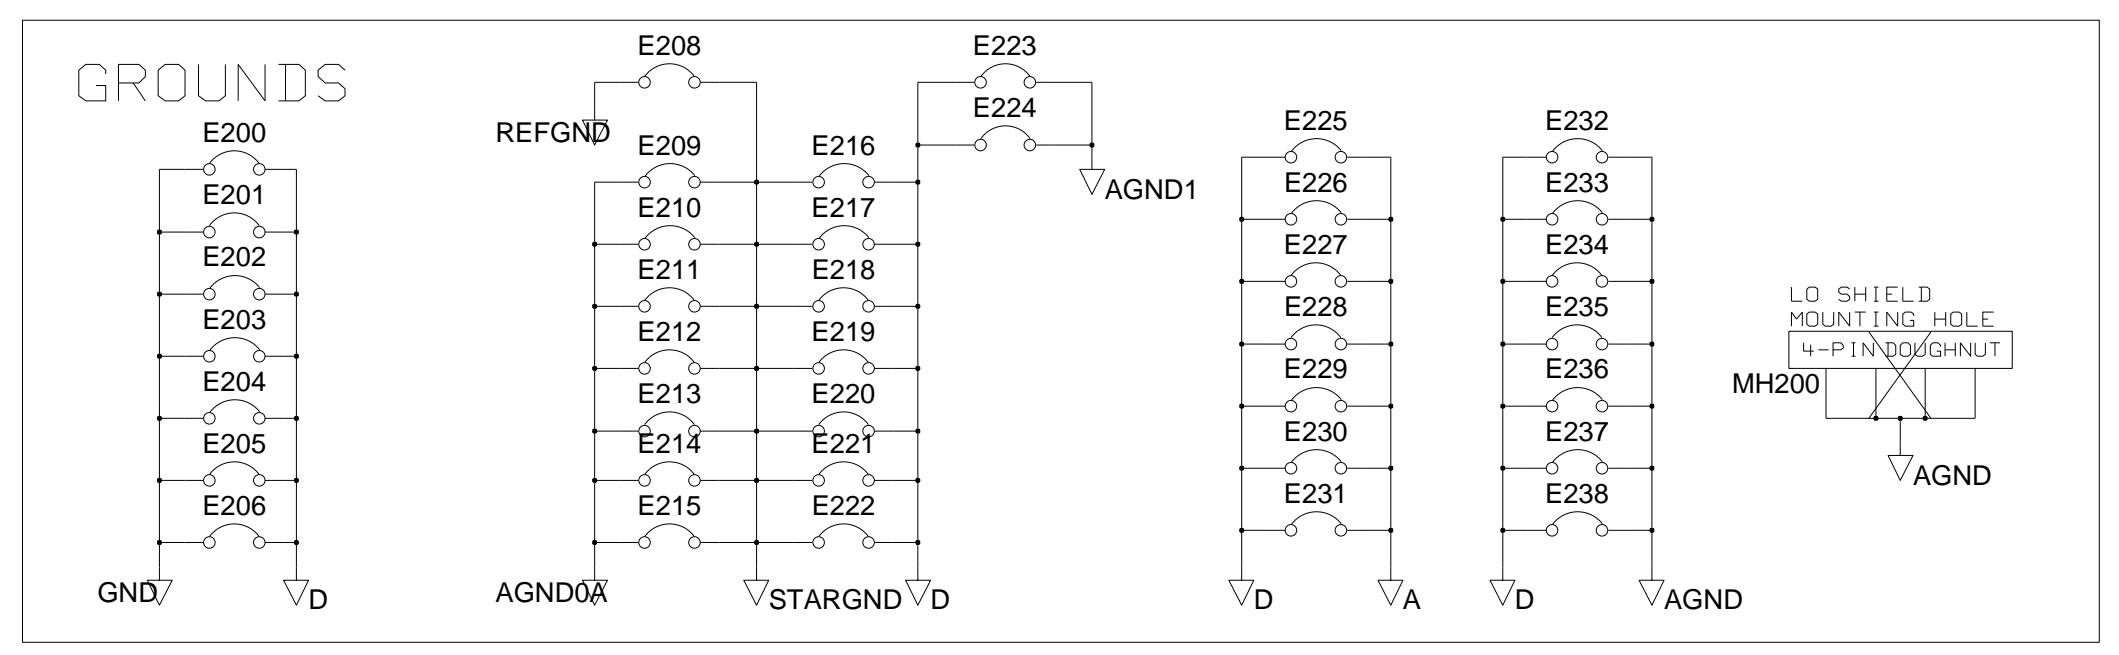 GROUNDS
E200
E201
E202
E203
E204
E205
E206
GND
D
E208
REFGND
E209
E210
E211
E212
E213
E214
E215
AGND0A
E216
E217
E218
E219
E220
E221
E222
STARGND
D
E223
E224
AGND1
E225
E226
E227
E228
E229
E230
E231
D
A
E232
E233
E234
E235
E236
E237
E238
D
AGND
LO SHIELD
MOUNTING HOLE
4-PIN DOUGHNUT
MH200
AGND